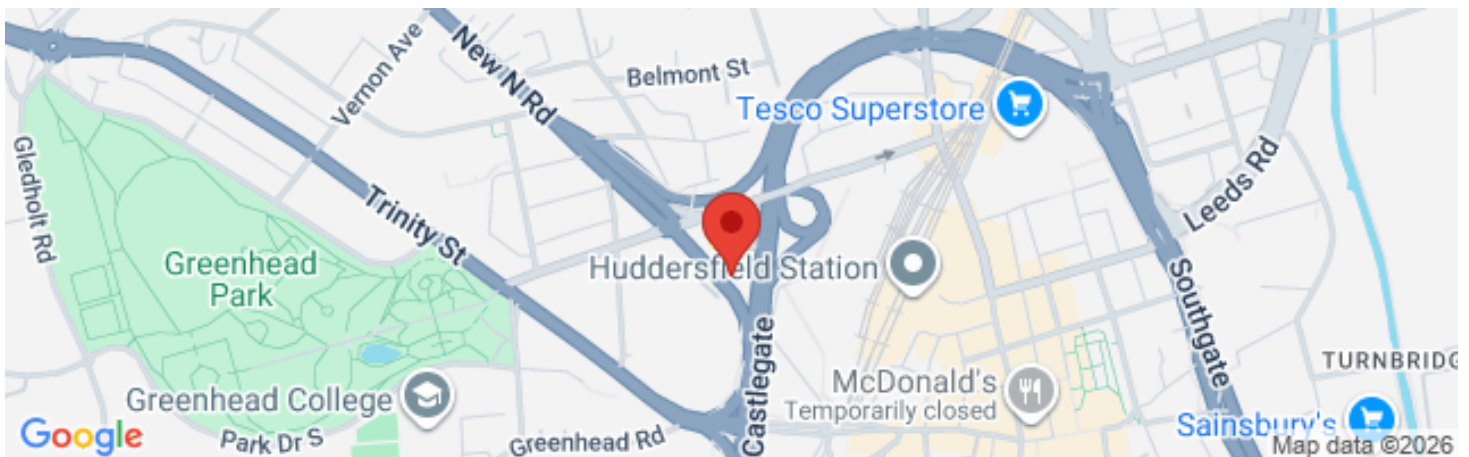 New N Rd
Vernon Ave
Belmont St
Tesco Superstore
Gledholt Rd
Trinity St
Leeds Rd
Greenhead
Park
Huddersfield Station
Southgate
Castlegate
TURNBRIDG
McDonald's
Temporarily closed
Greenhead College
Sainsbury's
Google
Park Dr S
Greenhead Rd
Map data ©2026